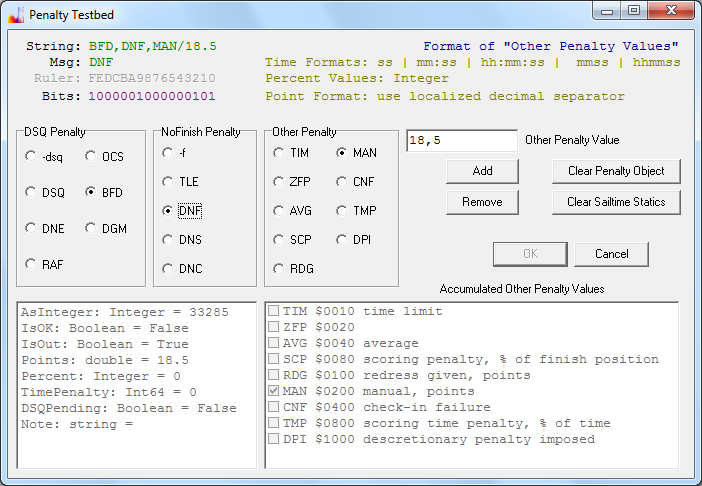 Penalty Testbed
String: BFD,DNF,MAN/18.5
Format of "Other Penalty Values"
Msg: DNF
Time Formats: ss | mm:ss | hh:mm:ss | mmss | hhmmss
Ruler: FEDCBA9876543210
Percent Values: Integer
Bits: 1000001000000101
Point Format: use localized decimal separator
DSQ Penalty
-dsq OCS
DSQ BFD
DNE DGM
RAF
NoFinish Penalty
-f
TLE
DNF
DNS
DNC
Other Penalty
TIM MAN
ZFP CNF
AVG TMP
SCP DPI
RDG
18,5 Other Penalty Value
Add Clear Penalty Object
Remove Clear Sailtime Statics
OK Cancel
Accumulated Other Penalty Values
AsInteger: Integer = 33285
IsOK: Boolean = False
IsOut: Boolean = True
Points: double = 18.5
Percent: Integer = 0
TimePenalty: Int64 = 0
DSQPending: Boolean = False
Note: string =
TIM $0010 time limit
ZFP $0020
AVG $0040 average
SCP $0080 scoring penalty, % of finish position
RDG $0100 redress given, points
MAN $0200 manual, points
CNF $0400 check-in failure
TMP $0800 scoring time penalty, % of time
DPI $1000 descretionary penalty imposed